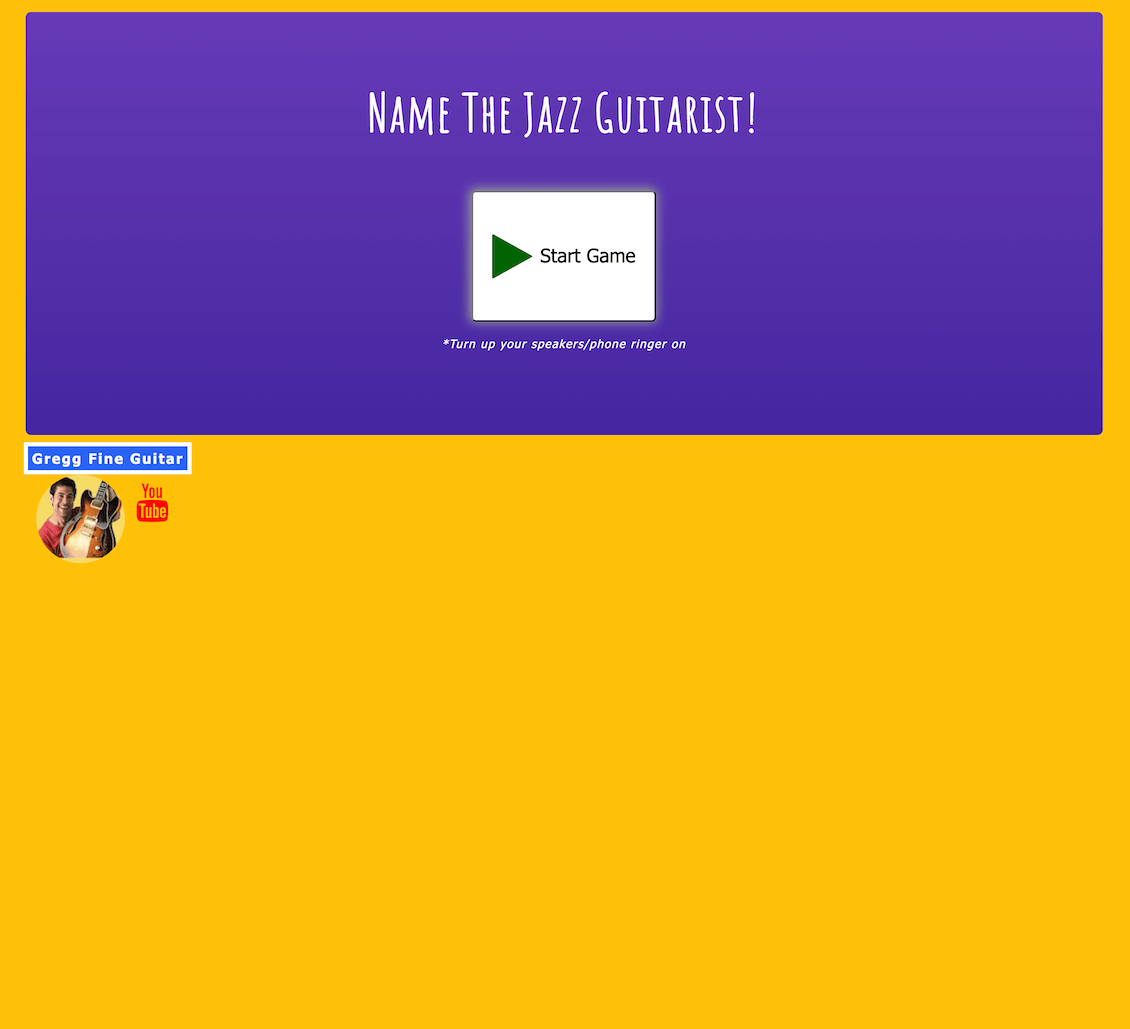 Name The Jazz Guitarist!
Start Game
*Turn up your speakers/phone ringer on
Gregg Fine Guitar
You
Tube